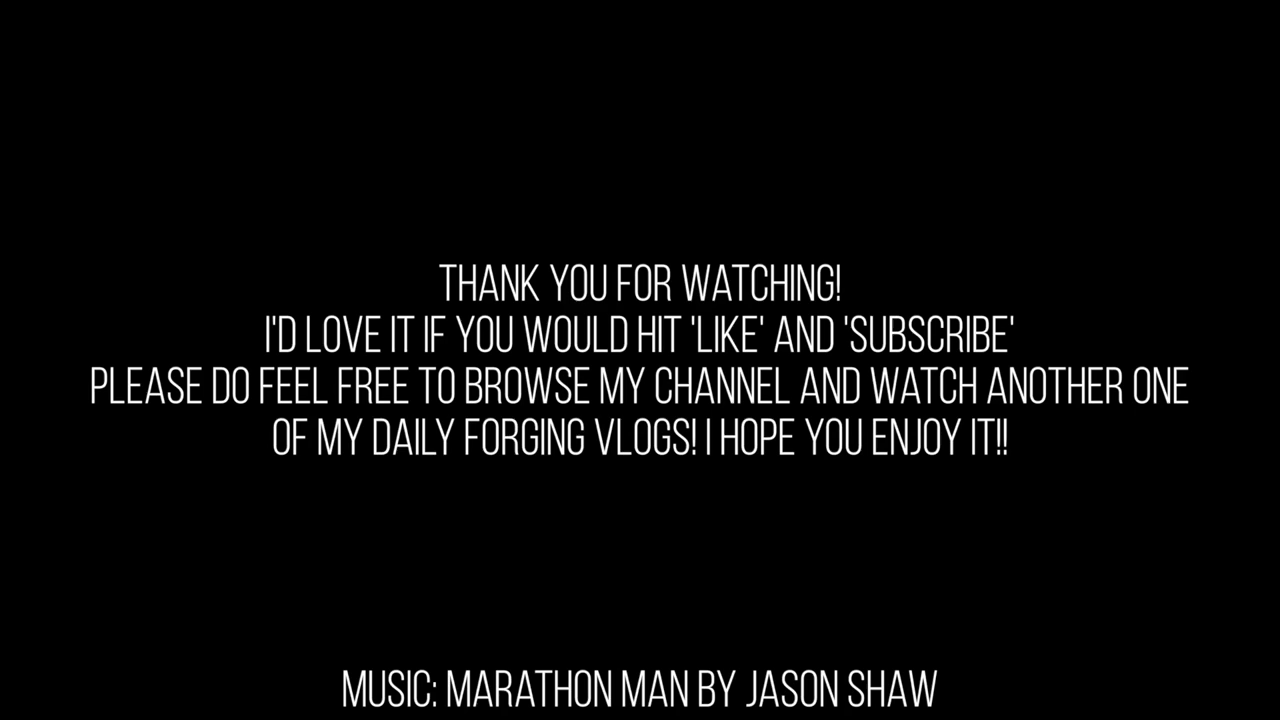 THANK YOU FOR WATCHING!
I'D LOVE IT IF YOU WOULD HIT 'LIKE' AND 'SUBSCRIBE'
PLEASE DO FEEL FREE TO BROWSE MY CHANNEL AND WATCH ANOTHER ONE
OF MY DAILY FORGING VLOGS! I HOPE YOU ENJOY IT!!
MUSIC: MARATHON MAN BY JASON SHAW